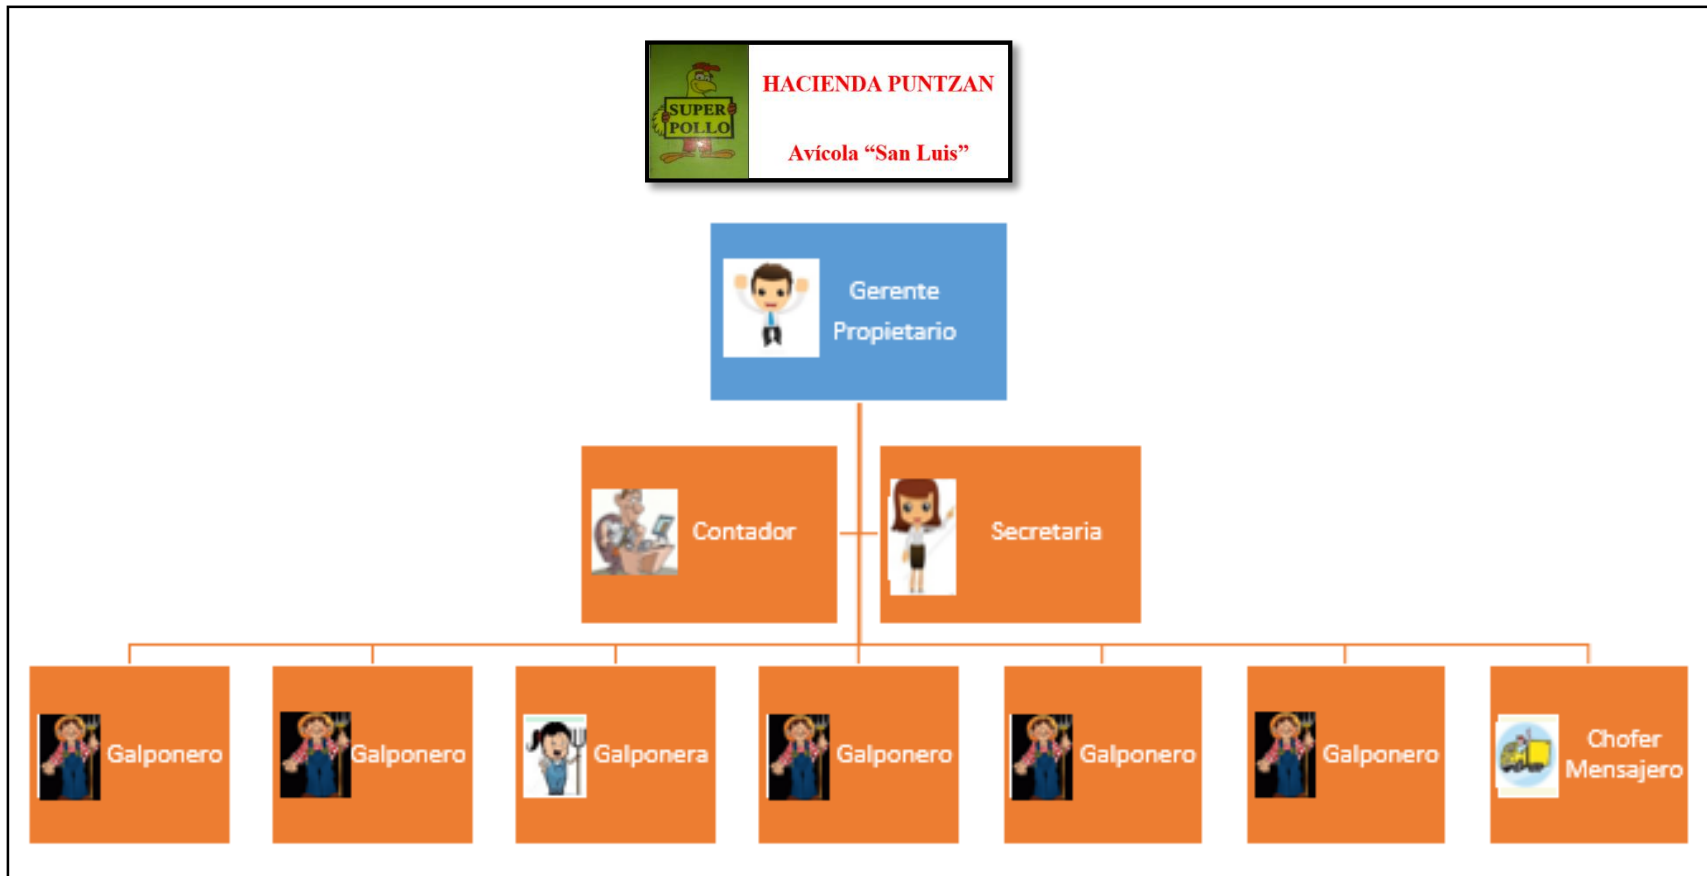 SUPER
POLLO
HACIENDA PUNTZAN
Avícola “San Luis”
Gerente
Propietario
Contador
Secretaria
Galponero
Galponero
Galponera
Galponero
Galponero
Galponero
Chofer
Mensajero